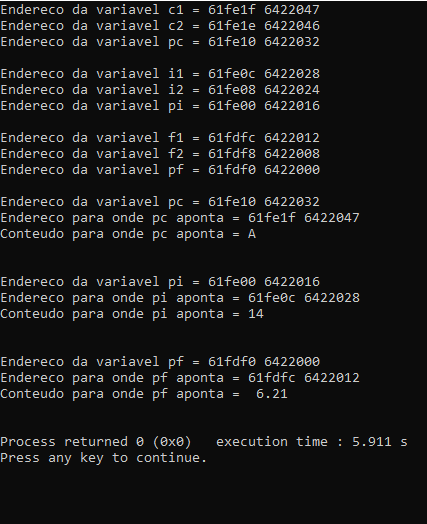 Endereco da variavel c1 = 61fe1f 6422047
Endereco da variavel c2 = 61fe1e 6422046
Endereco da variavel pc = 61fe10 6422032
Endereco da variavel i1 = 61fe0c 6422028
Endereco da variavel i2 = 61fe08 6422024
Endereco da variavel pi = 61fe00 6422016
Endereco da variavel f1 = 61fdfc 6422012
Endereco da variavel f2 = 61fdf8 6422008
Endereco da variavel pf = 61fdf0 6422000
Endereco da variavel pc = 61fe10 6422032
Endereco para onde pc aponta = 61fe1f 6422047
Conteudo para onde pc aponta = A
Endereco da variavel pi = 61fe00 6422016
Endereco para onde pi aponta = 61fe0c 6422028
Conteudo para onde pi aponta = 14
Endereco da variavel pf = 61fdf0 6422000
Endereco para onde pf aponta = 61fdfc 6422012
Conteudo para onde pf aponta =  6.21
Process returned 0 (0x0)   execution time : 5.911 s
Press any key to continue.